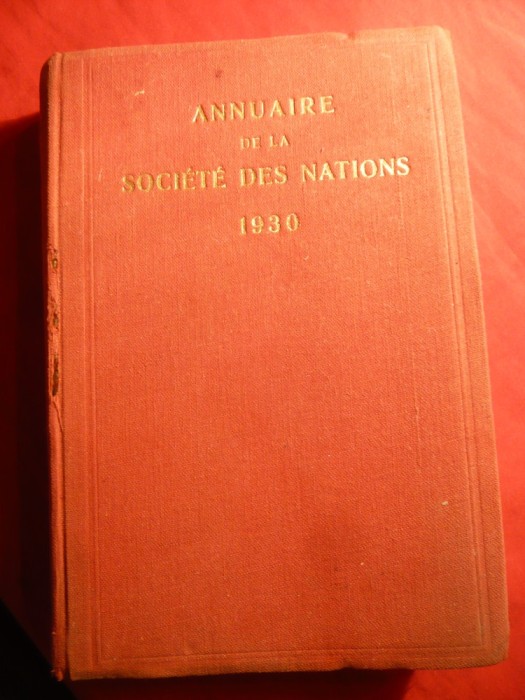 ANNUAIRE
DE LA
SOCIÉTÉ DES NATIONS
1930